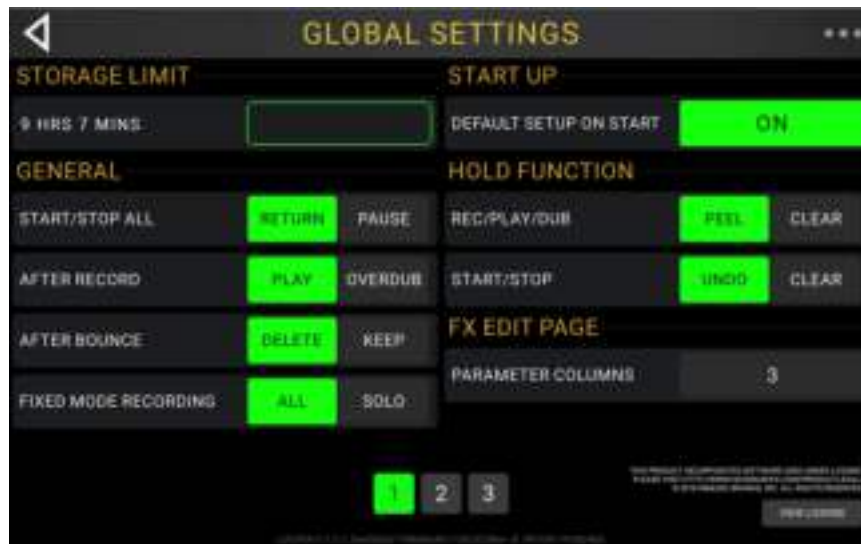 GLOBAL SETTINGS
STORAGE LIMIT
9 HRS 7 MINS
GENERAL
START/STOP ALL RETURN PAUSE
AFTER RECORD PLAY OVERDUB
AFTER BOUNCE DELETE KEEP
FIXED MODE RECORDING ALL SOLO
START UP
DEFAULT SETUP ON START ON
HOLD FUNCTION
REC/PLAY/DUB PEEL CLEAR
START/STOP UNDO CLEAR
FX EDIT PAGE
PARAMETER COLUMNS 3
1 2 3